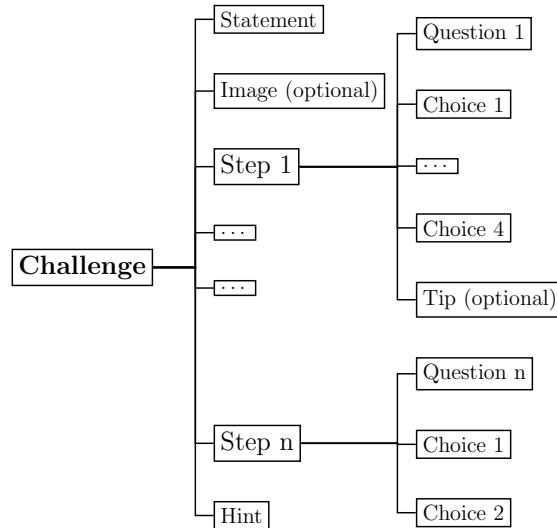 Challenge
Statement
Image (optional)
Step 1
Question 1
Choice 1
...
Choice 4
Tip (optional)
...
...
Step n
Question n
Choice 1
Choice 2
Hint